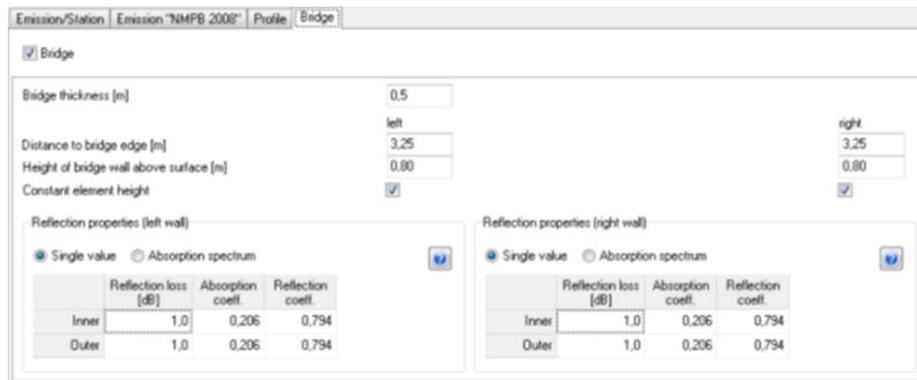 Emission/Station Emission "NMPB 2008" Profile Bridge
Bridge
Bridge thickness [m] 0,5
left right
Distance to bridge edge [m] 3,25 3,25
Height of bridge wall above surface [m] 0,80 0,80
Constant element height
Reflection properties (left wall) Reflection properties (right wall)
Single value Absorption spectrum Single value Absorption spectrum
Reflection loss Absorption Reflection Reflection loss Absorption Reflection
[dB] coeff. coeff. [dB] coeff. coeff.
Inner 1,0 0,206 0,794 Inner 1,0 0,206 0,794
Outer 1,0 0,206 0,794 Outer 1,0 0,206 0,794